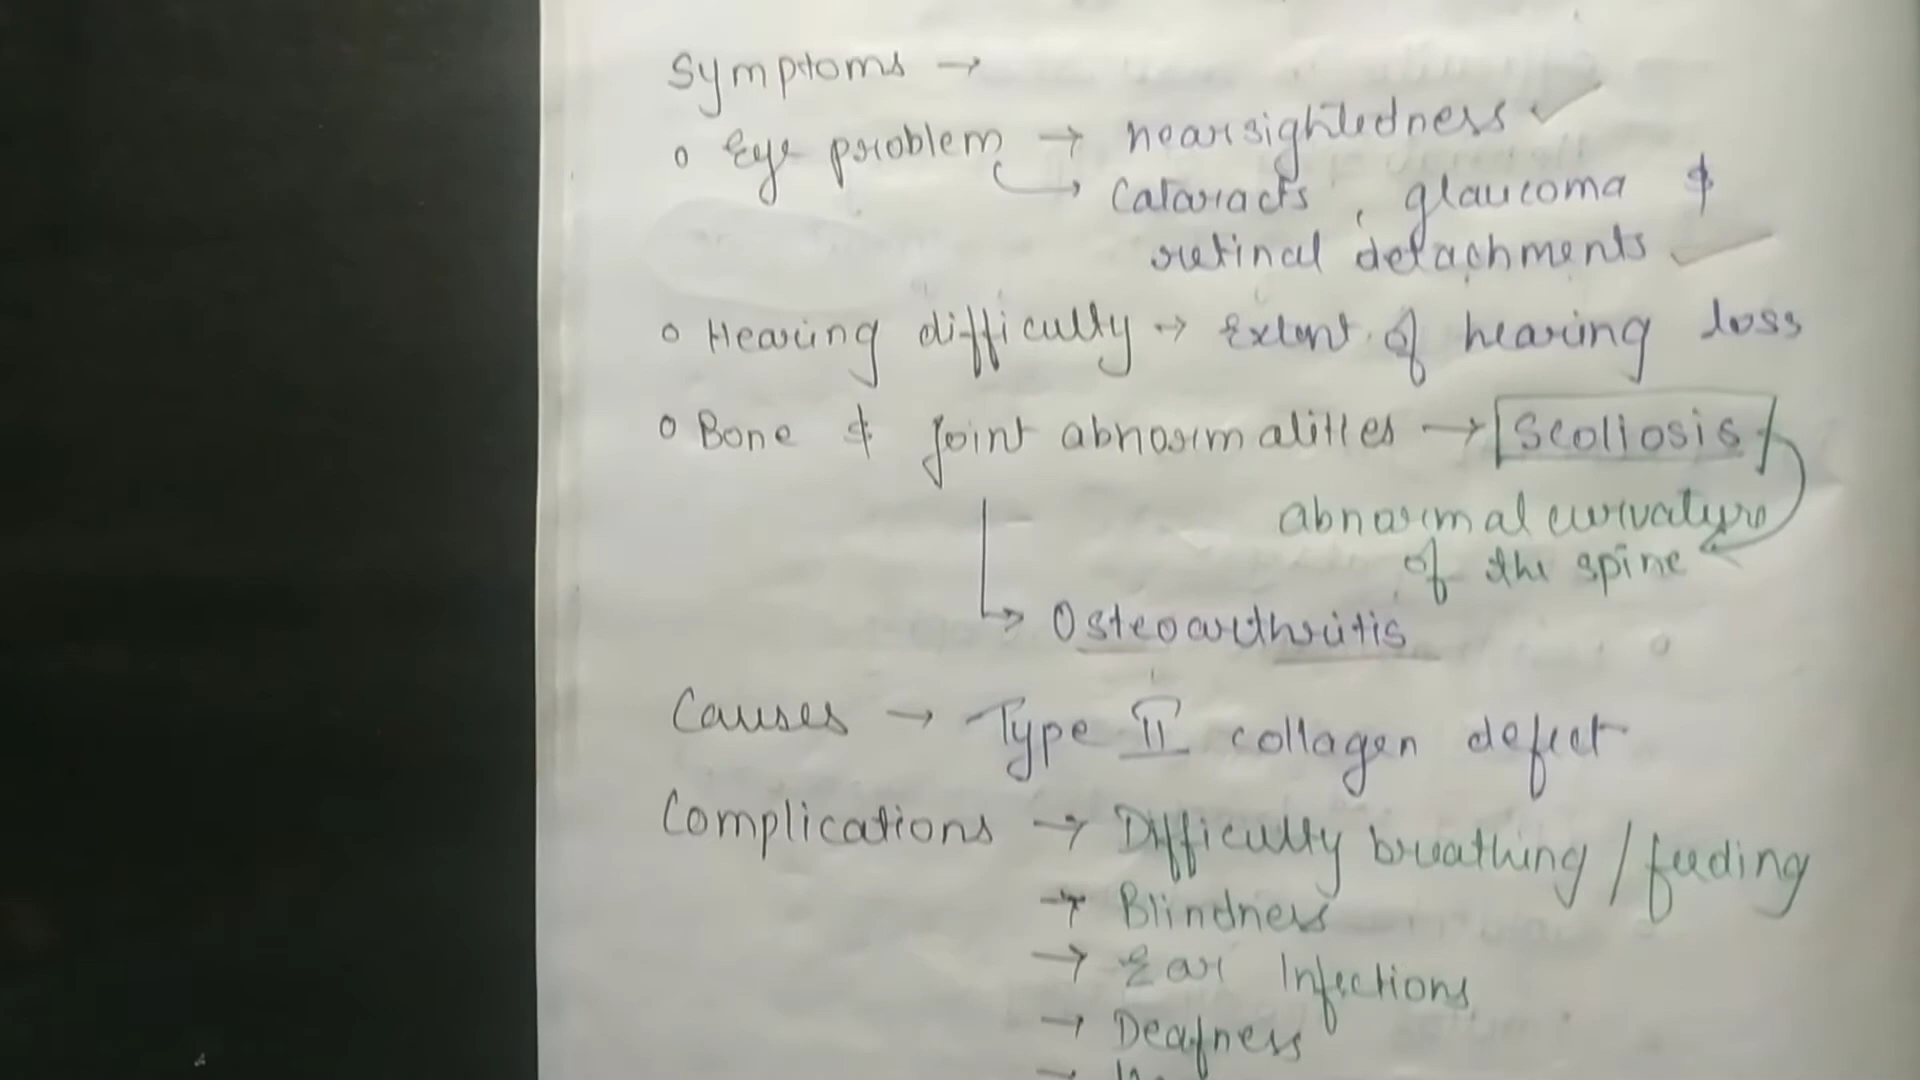 Symptoms →
o Eye problem → nearsightedness ✓
→ Cataracts, glaucoma &
retinal detachments ✓
o Hearing difficulty → Extent of hearing loss
o Bone & Joint abnormalities → Scoliosis
abnormal curvature
of the spine
→ Osteoarthritis
Causes → Type II collagen defect
Complications → Difficulty breathing / feeding
→ Blindness
→ Ear Infections
→ Deafness
→